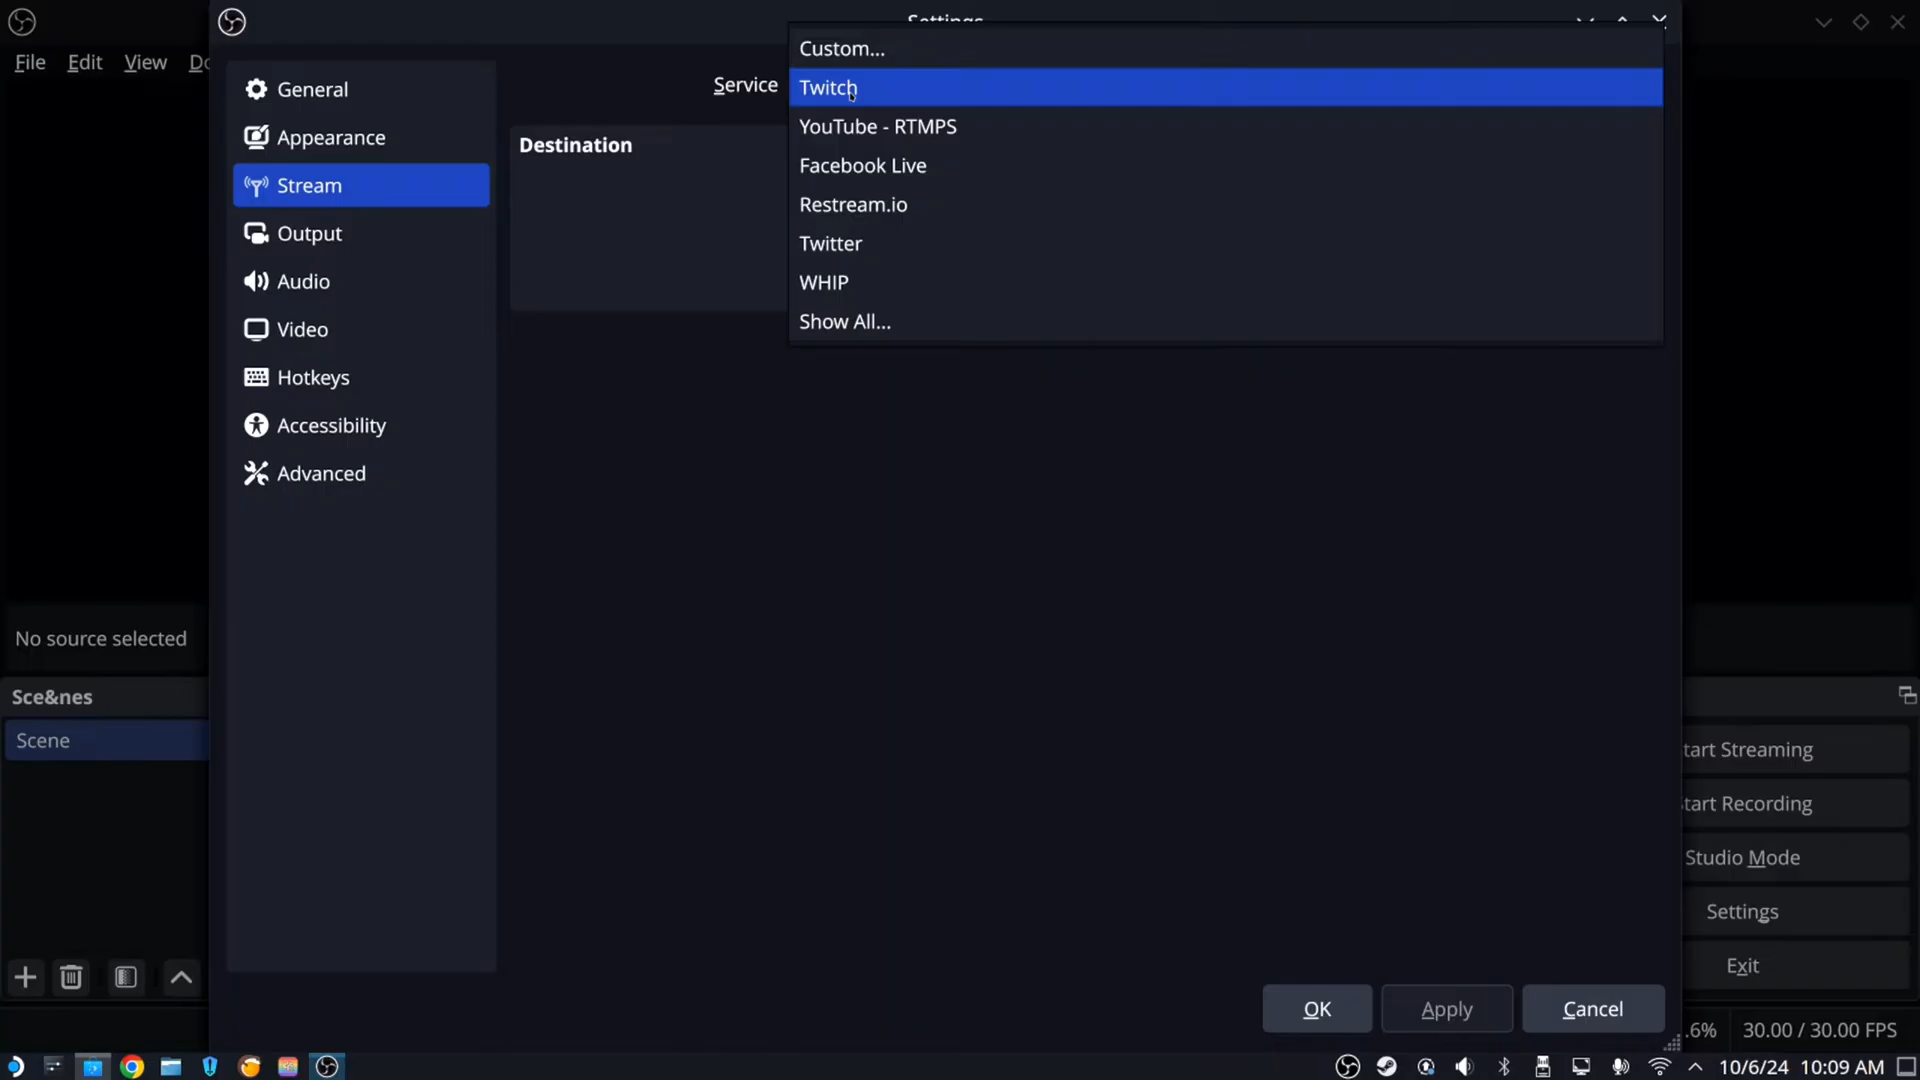 Settings
File Edit View
General
Appearance
Stream
Output
Audio
Video
Hotkeys
Accessibility
Advanced
Service
Destination
Custom...
Twitch
YouTube - RTMPS
Facebook Live
Restream.io
Twitter
WHIP
Show All...
No source selected
Sce&nes
Scene
tart Streaming
tart Recording
Studio Mode
Settings
Exit
OK Apply Cancel
.6% 30.00 / 30.00 FPS
10/6/24 10:09 AM